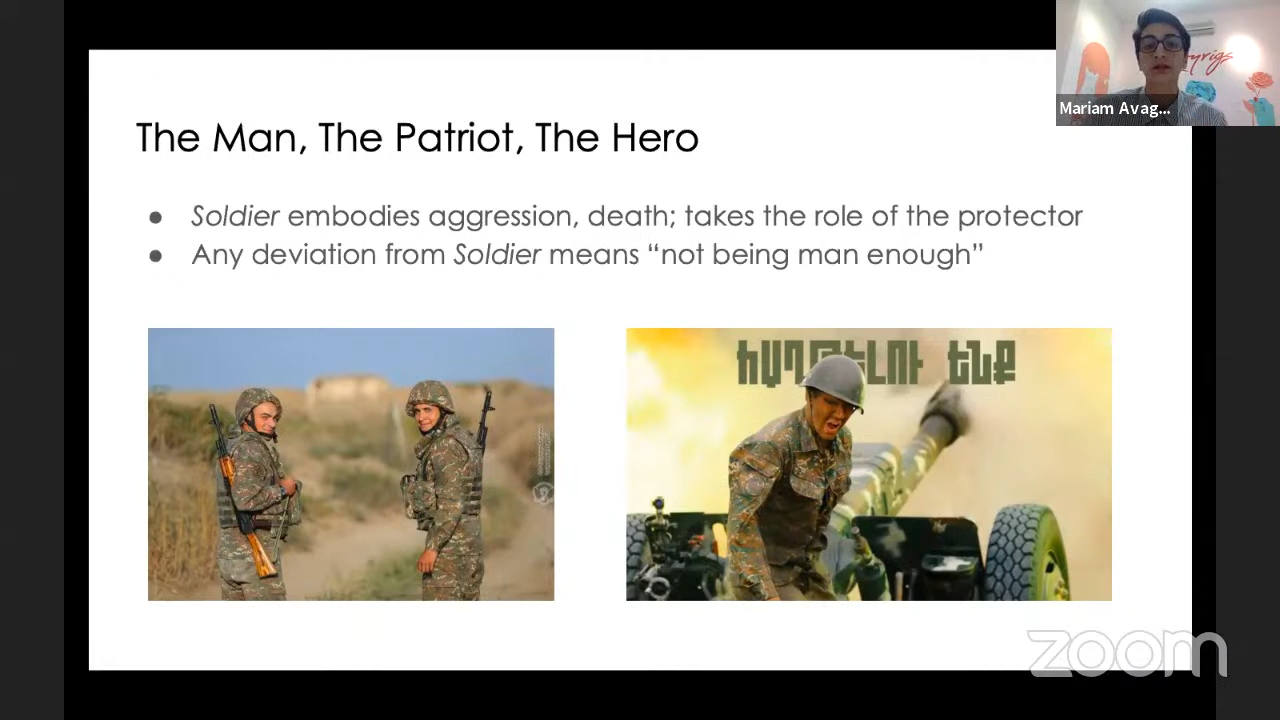 The Man, The Patriot, The Hero
● Soldier embodies aggression, death; takes the role of the protector
● Any deviation from Soldier means “not being man enough”
ՀԱՂԹԵԼՈՒ ԵՆՔ
Mariam Avag...
zoom